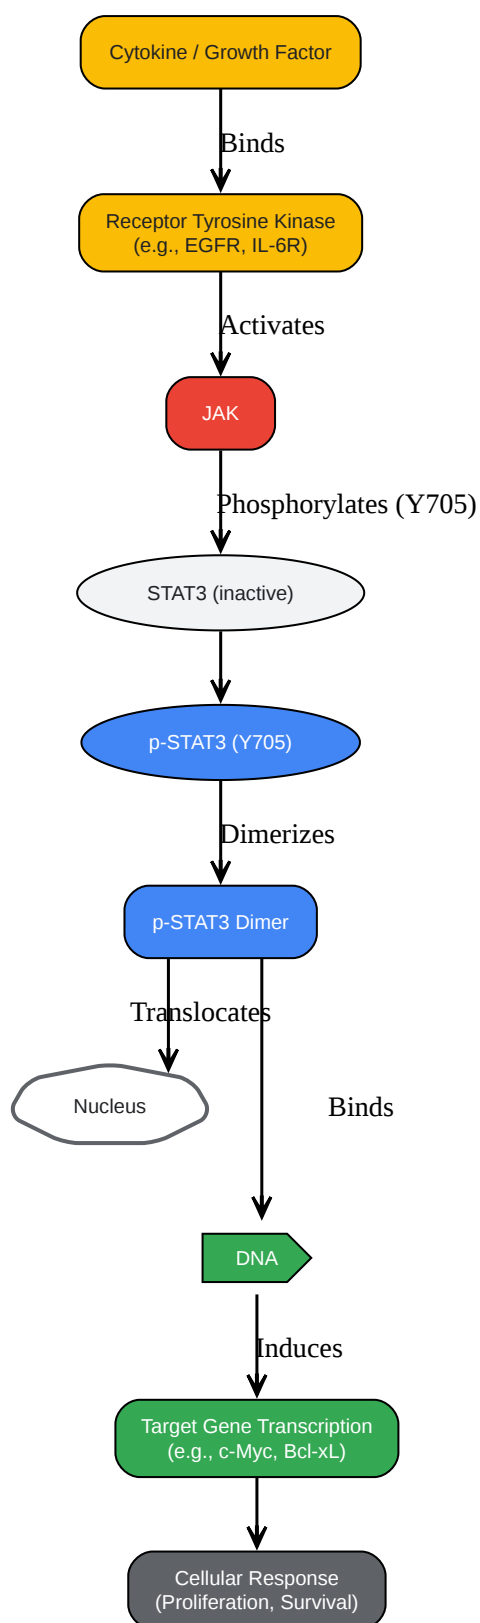 Cytokine / Growth Factor
Binds
Receptor Tyrosine Kinase
(e.g., EGFR, IL-6R)
Activates
JAK
Phosphorylates (Y705)
STAT3 (inactive)
p-STAT3 (Y705)
Dimerizes
p-STAT3 Dimer
Translocates
Nucleus
Binds
DNA
Induces
Target Gene Transcription
(e.g., c-Myc, Bcl-xL)
Cellular Response
(Proliferation, Survival)